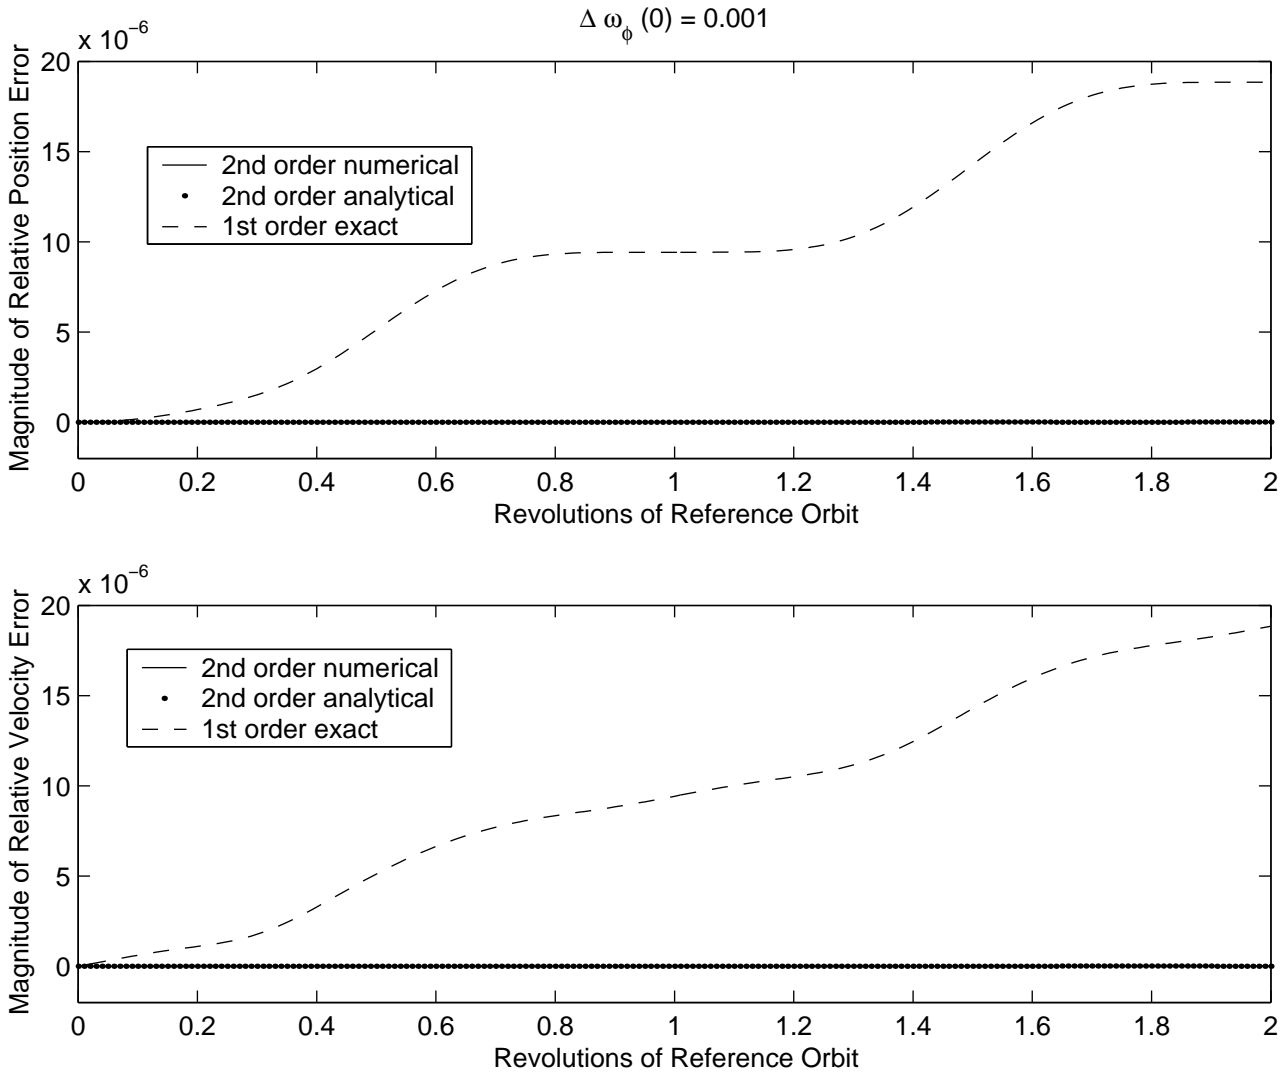 Δ ω_ϕ (0) = 0.001
x 10⁻⁶
Magnitude of Relative Position Error
20
15
10
5
0
2nd order numerical
2nd order analytical
1st order exact
0 0.2 0.4 0.6 0.8 1 1.2 1.4 1.6 1.8 2
Revolutions of Reference Orbit
x 10⁻⁶
Magnitude of Relative Velocity Error
20
15
10
5
0
2nd order numerical
2nd order analytical
1st order exact
0 0.2 0.4 0.6 0.8 1 1.2 1.4 1.6 1.8 2
Revolutions of Reference Orbit